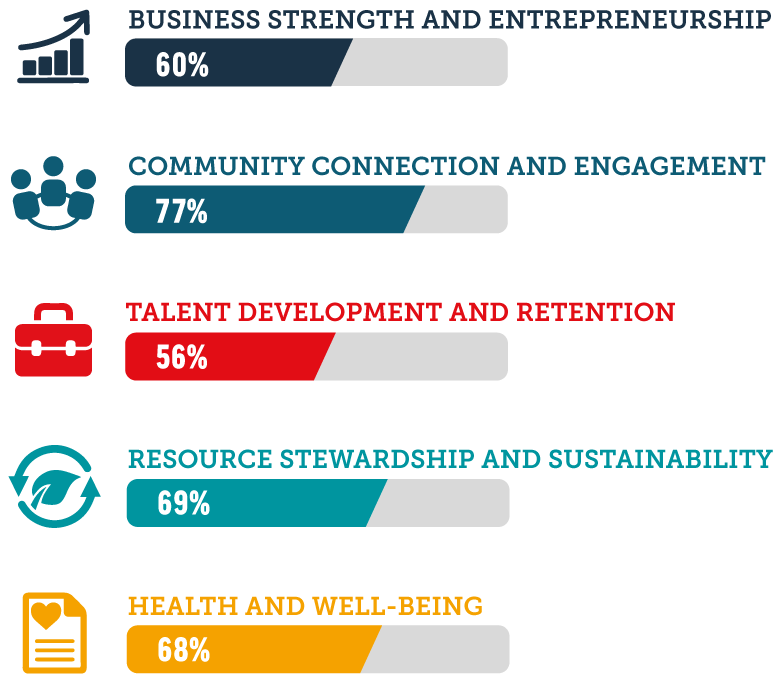 BUSINESS STRENGTH AND ENTREPRENEURSHIP
60%
COMMUNITY CONNECTION AND ENGAGEMENT
77%
TALENT DEVELOPMENT AND RETENTION
56%
RESOURCE STEWARDSHIP AND SUSTAINABILITY
69%
HEALTH AND WELL-BEING
68%